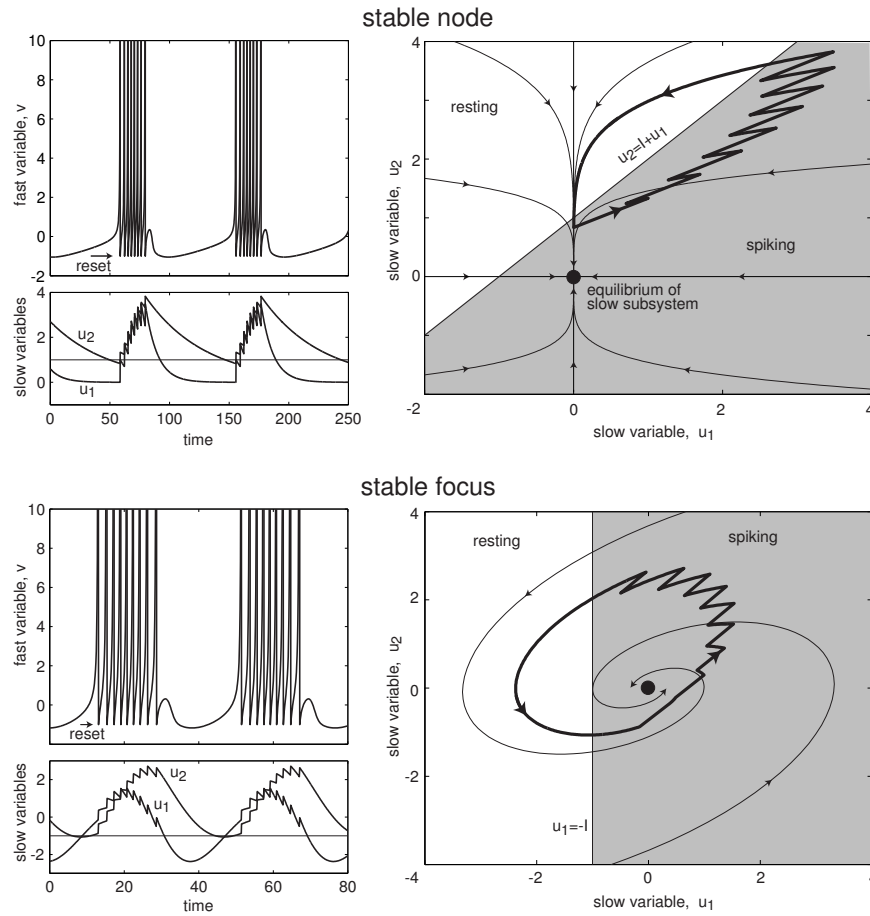 stable node
fast variable, v
10
8
6
4
2
0
-2
reset
slow variables
4
2
0
u2
u1
0
50
100
150
200
250
time
slow variable, u2
4
2
0
-2
resting
u2=I+u1
spiking
equilibrium of
slow subsystem
0
2
4
slow variable, u1
stable focus
fast variable, v
10
8
6
4
2
0
reset
slow variables
2
0
-2
u2
u1
0
20
40
60
80
time
slow variable, u2
4
2
0
-2
-4
resting
spiking
u1=-I
-4
-2
0
2
4
slow variable, u1